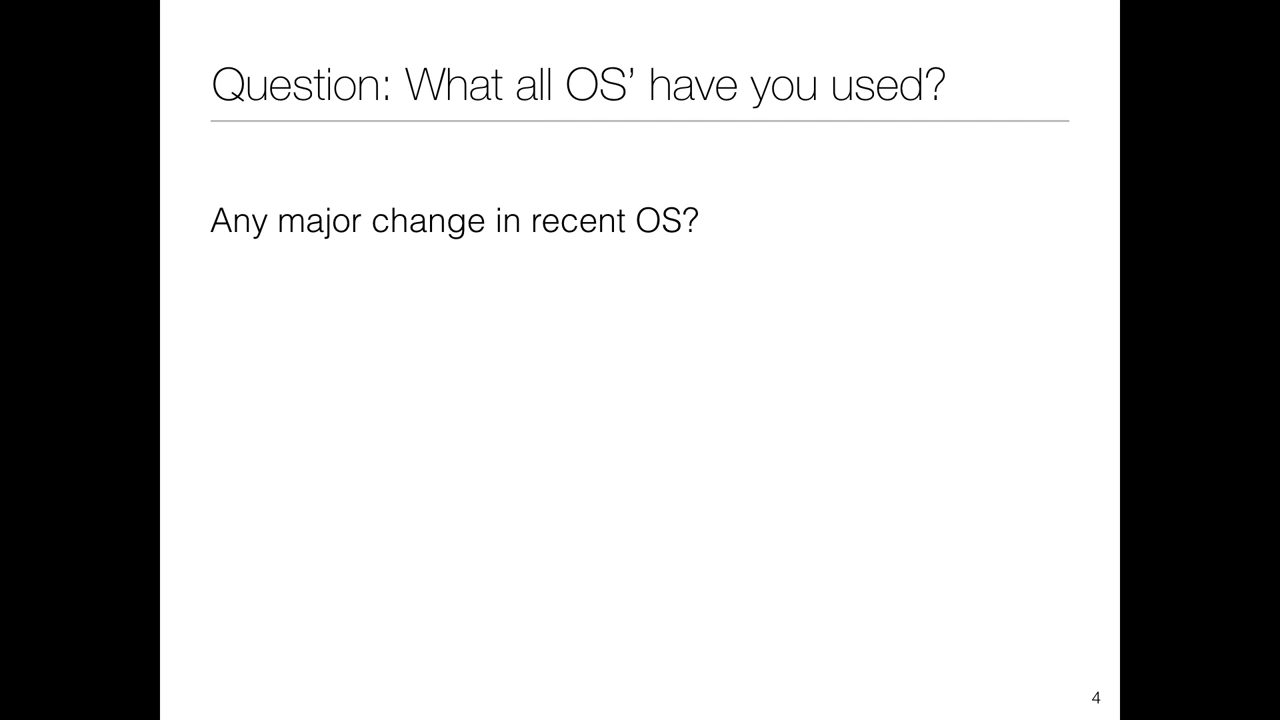 Question: What all OS’ have you used?
Any major change in recent OS?
4